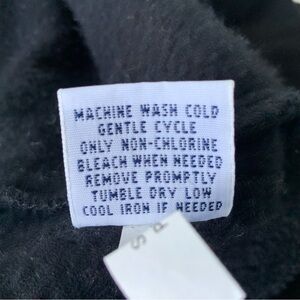 MACHINE WASH COLD
GENTLE CYCLE
ONLY NON-CHLORINE
BLEACH WHEN NEEDED
REMOVE PROMPTLY
TUMBLE DRY LOW
COOL IRON IF NEEDED